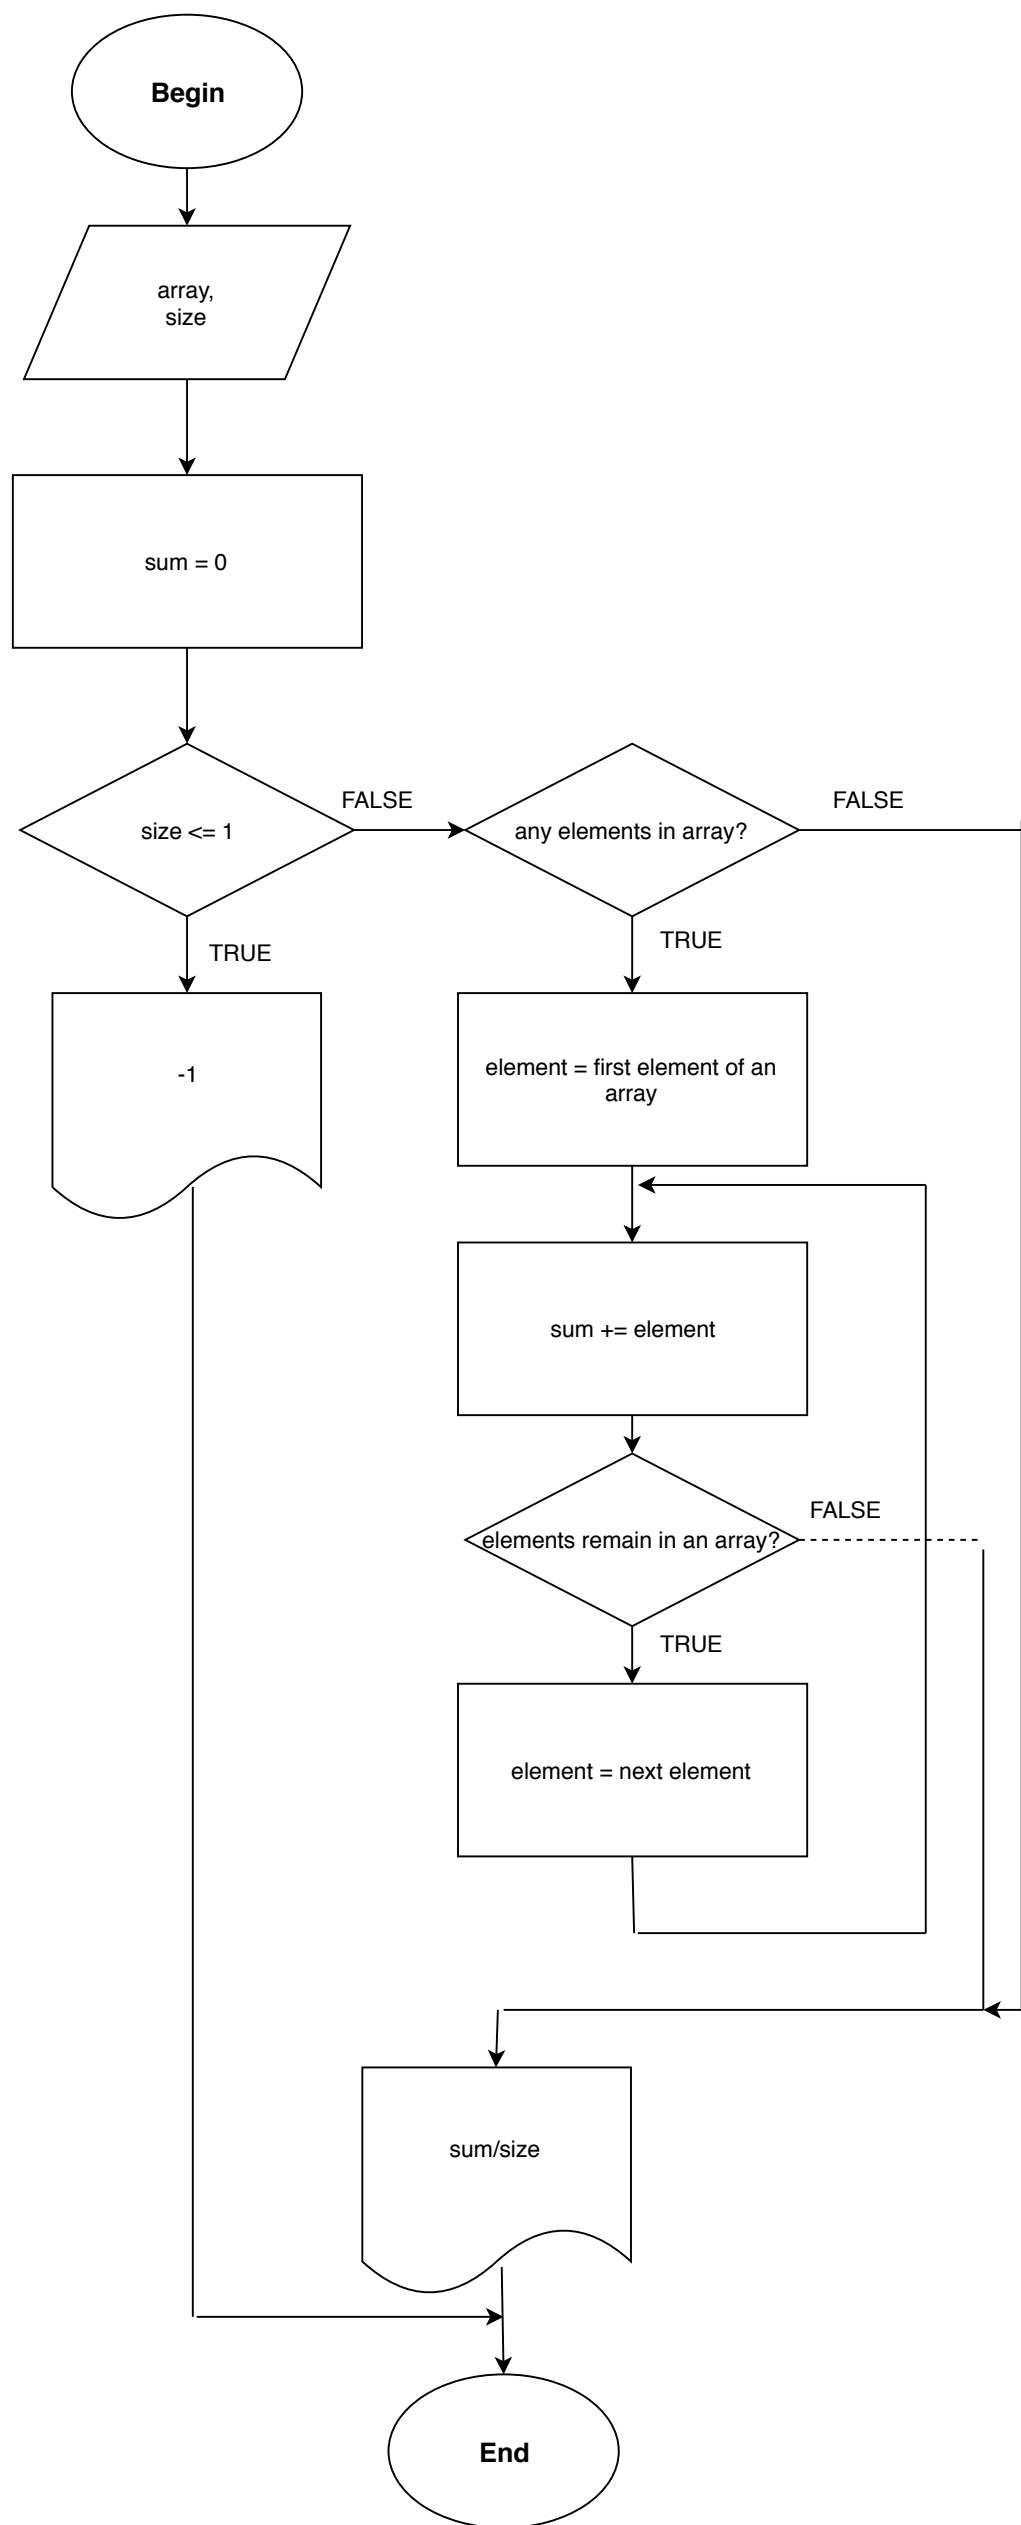 Begin
array,
size
sum = 0
size <= 1
FALSE
any elements in array?
FALSE
TRUE
TRUE
-1
element = first element of an
array
sum += element
elements remain in an array?
FALSE
TRUE
element = next element
sum/size
End